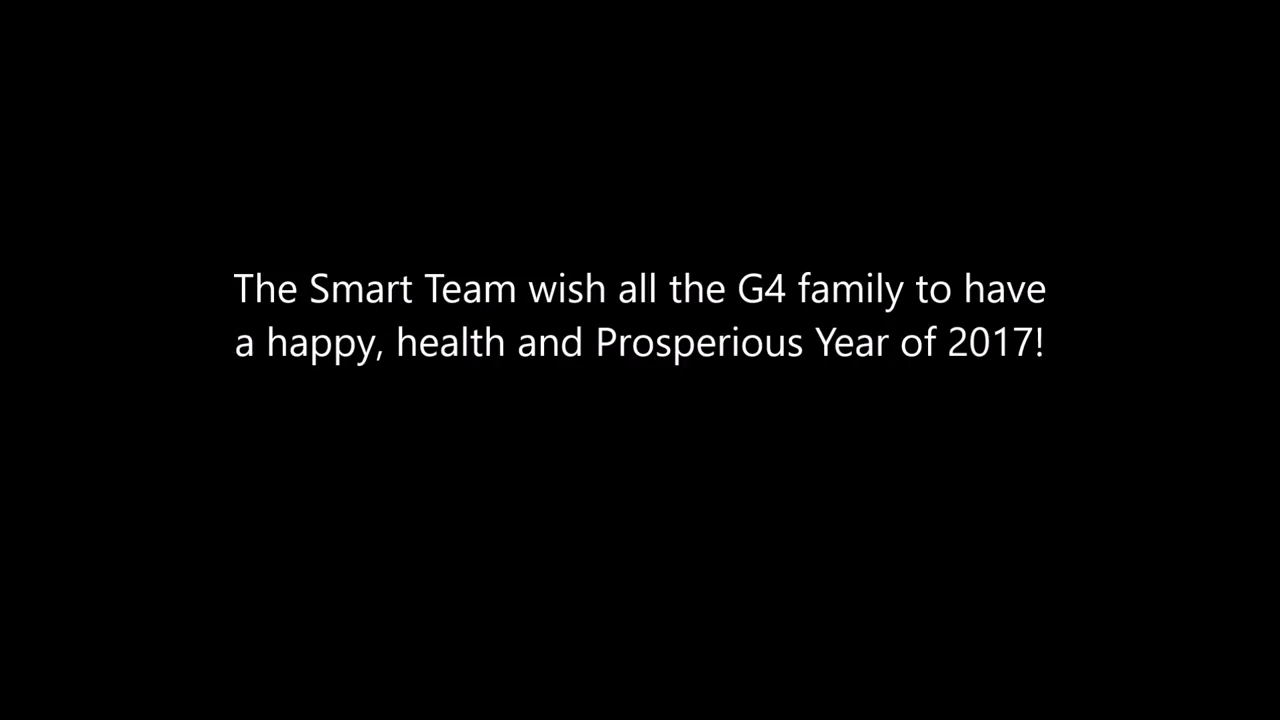 The Smart Team wish all the G4 family to have
a happy, health and Prosperious Year of 2017!